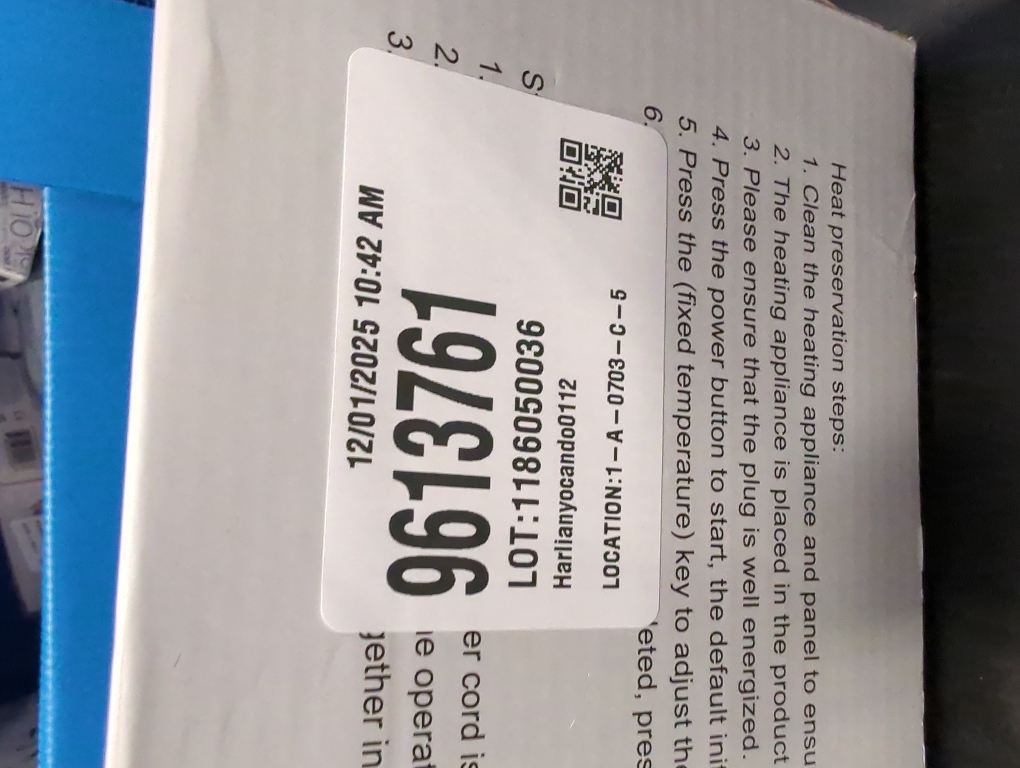 Heat preservation steps:
1. Clean the heating appliance and panel to ensu
2. The heating appliance is placed in the product
3. Please ensure that the plug is well energized.
4. Press the power button to start, the default init
5. Press the (fixed temperature) key to adjust the
6.
eted, pres
S
1.
er cord is
2.
e operat
3.
gether in
LOCATION:1-A-0703-C-5
Harlianyocando0112
LOT:1186050036
9613761
12/01/2025 10:42 AM